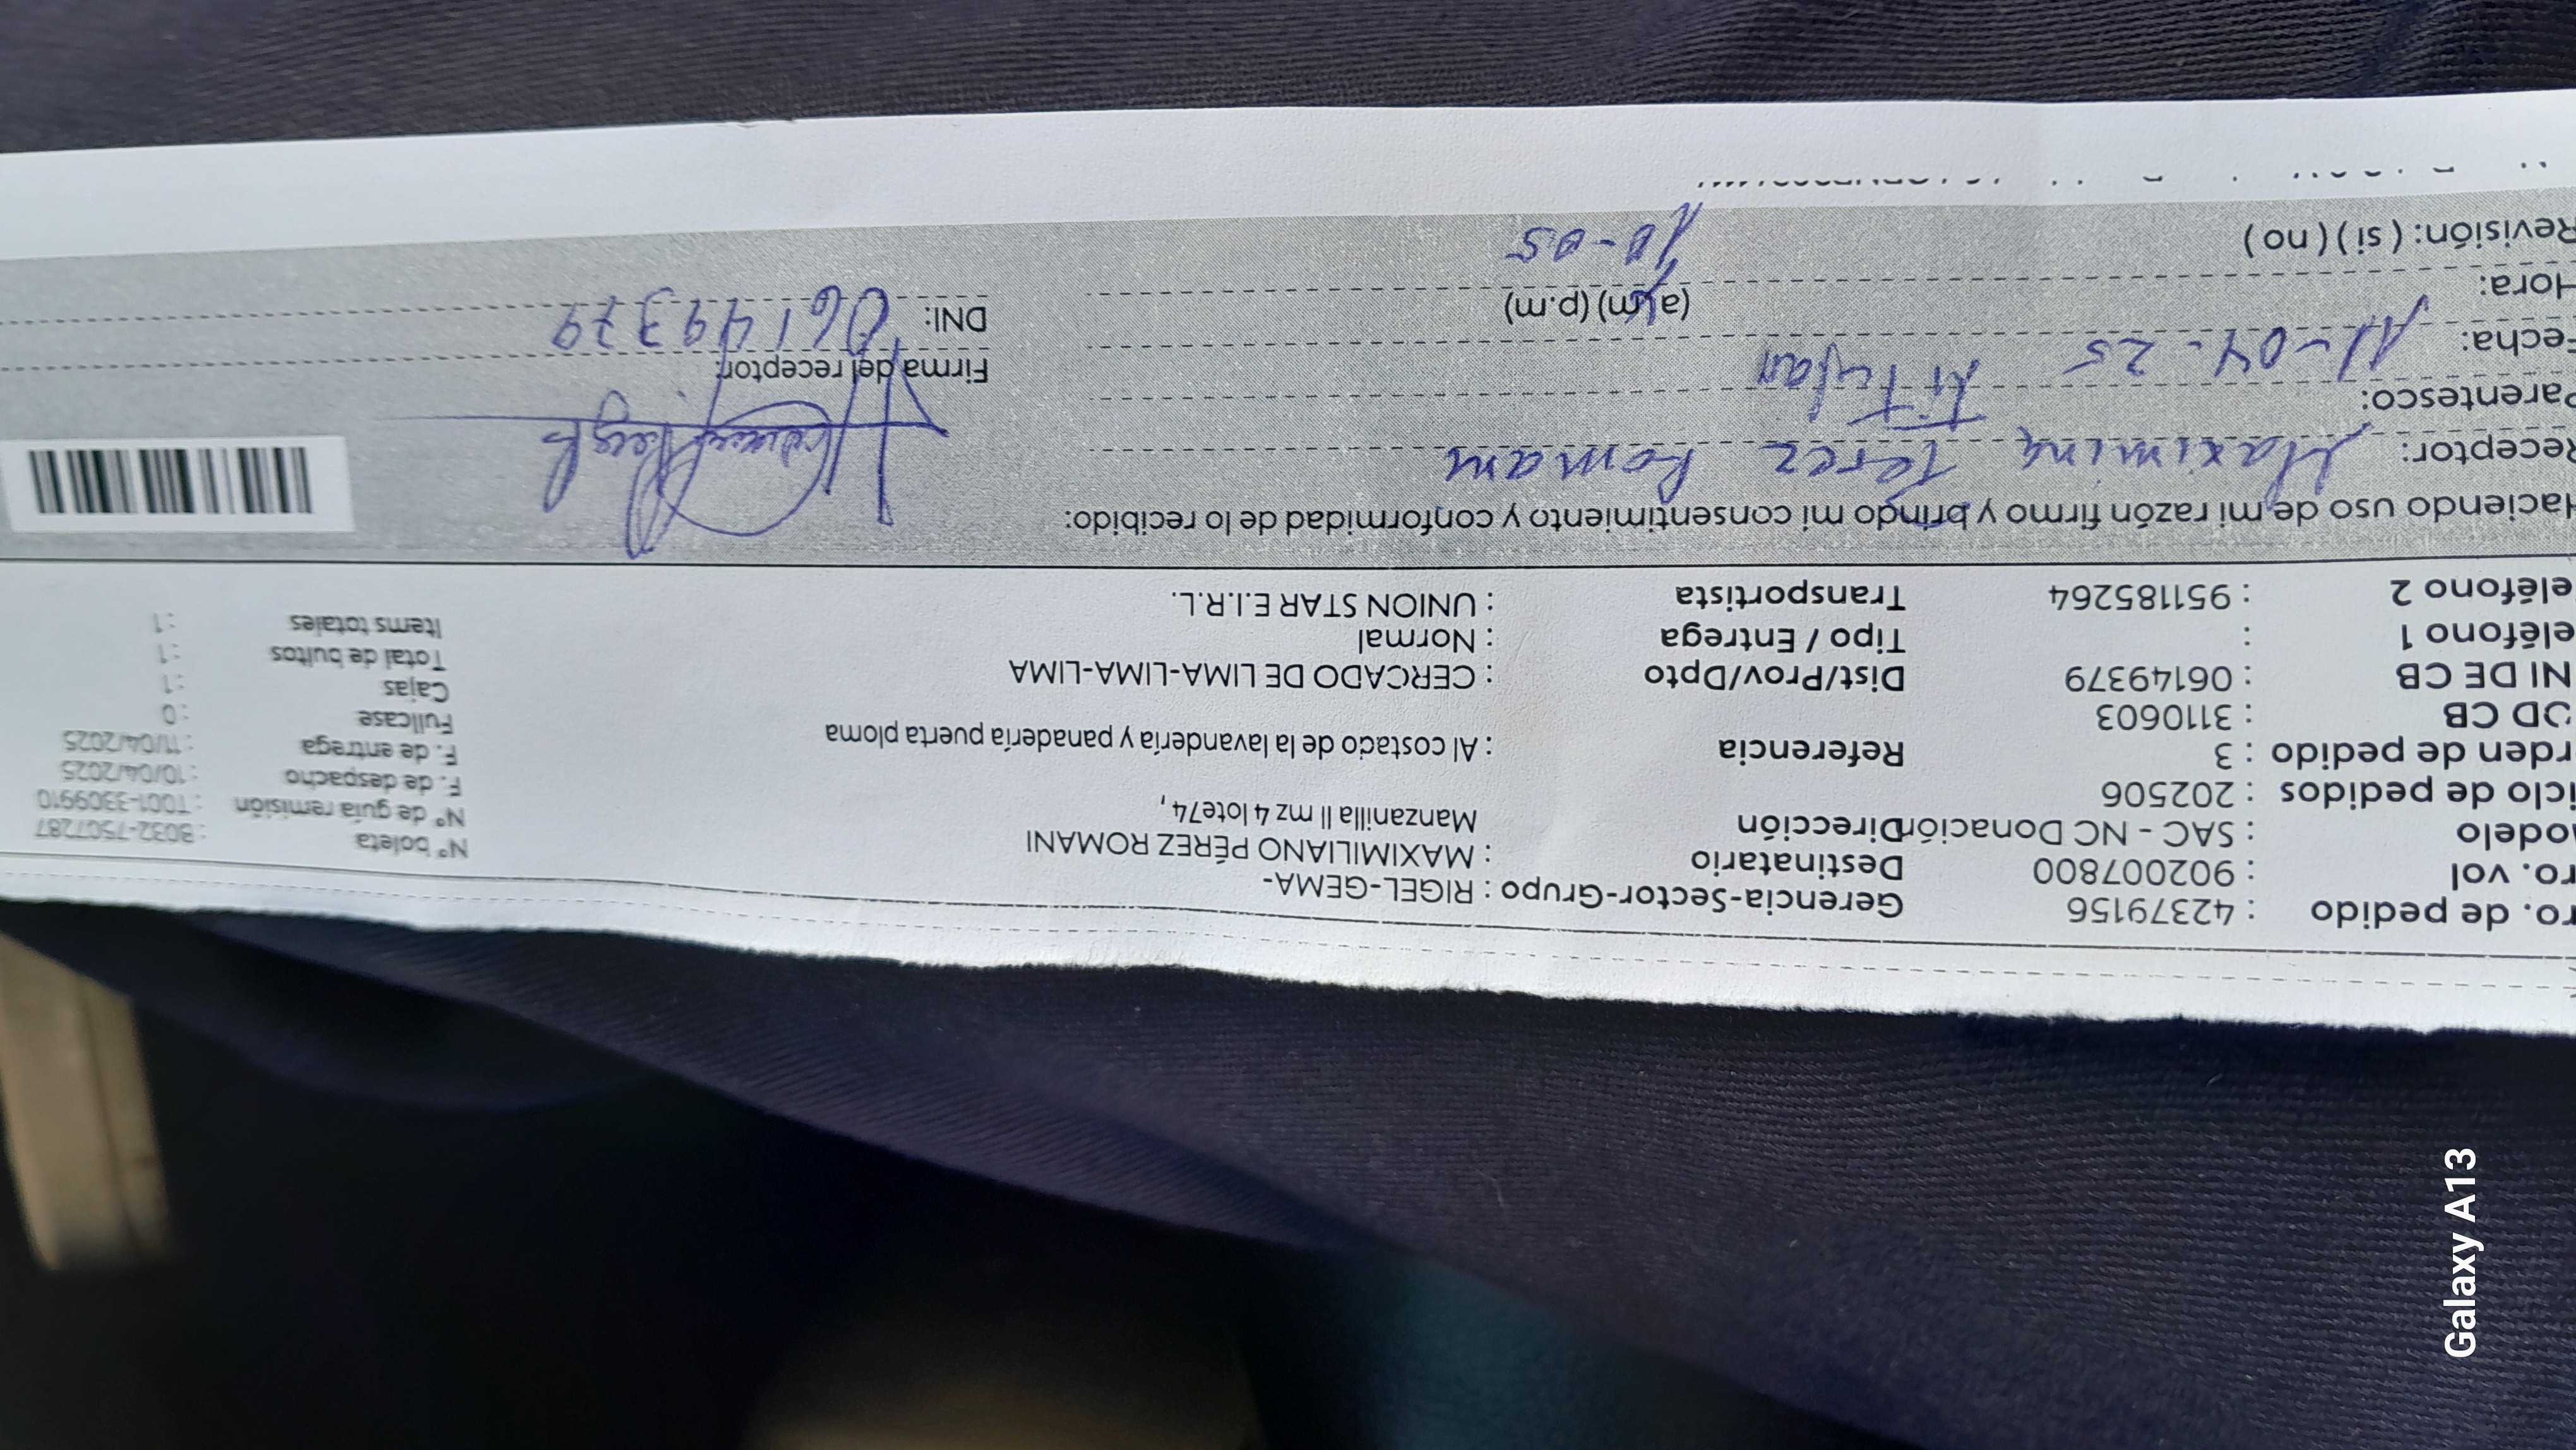 ro. de pedido : 42379156 Gerencia-Sector-Grupo : RIGEL-GEMA-
ro. vol : 902007800 Destinatario : MAXIMILIANO PÉREZ ROMANI Nº boleta : B032-7507287
odelo : SAC - NC Donación Dirección Manzanilla II mz 4 lote74 , Nº de guía remisión : T001-3309910
iclo de pedidos : 202506 F. de despacho : 10/04/2025
rden de pedido : 3 Referencia : Al costado de la lavandería y panadería puerta ploma F. de entrega : 11/04/2025
OD CB : 3110603 Fullcase : 0
NI DE CB : 06149379 Dist/Prov/Dpto : CERCADO DE LIMA-LIMA-LIMA Cajas : 1
eléfono 1 : Tipo / Entrega : Normal Total de bultos : 1
eléfono 2 : 951185264 Transportista : UNION STAR E.I.R.L. Items totales : 1
Haciendo uso de mi razón firmo y brindo mi consentimiento y conformidad de lo recibido:
Receptor: Perez Romani
Parentesco: Firma del receptor:
Fecha: 11-04-25 DNI: 06149379
Hora: 10-05 (a.m) (p.m)
Revisión: ( si ) ( no )
Galaxy A13